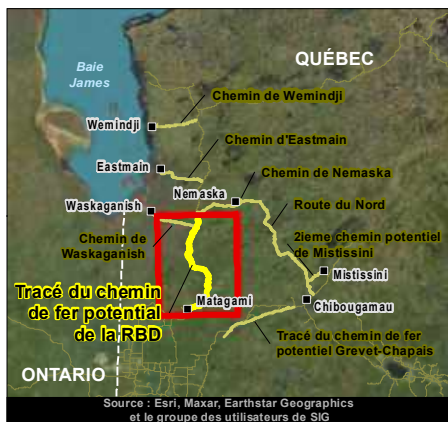 Baie
James
QUÉBEC
Chemin de Wemindji
Wemindji
Chemin d'Eastmain
Eastmain
Chemin de Nemaska
Nemaska
Route du Nord
Waskaganish
2ieme chemin potentiel
de Mistissini
Chemin de
Waskaganish
Mistissini
Tracé du chemin
de fer potential
de la RBD
Matagami
Chibougamau
Tracé du chemin de fer
potentiel Grevet-Chapais
ONTARIO
Source : Esri, Maxar, Earthstar Geographics
et le groupe des utilisateurs de SIG